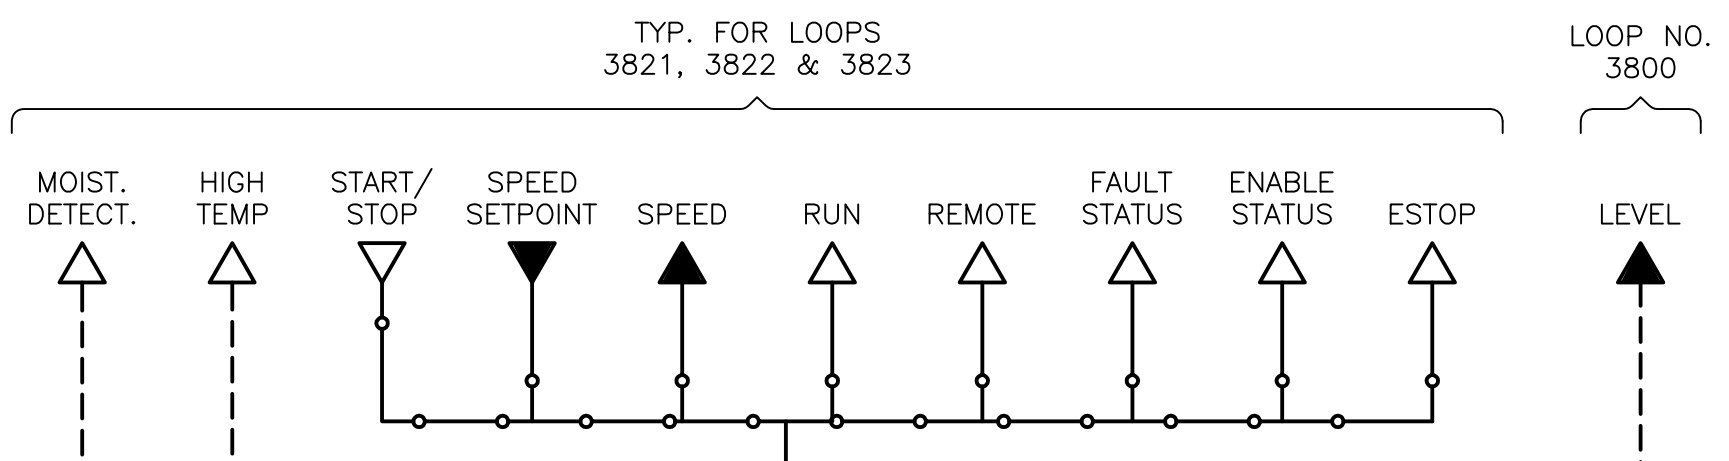 TYP. FOR LOOPS
3821, 3822 & 3823
LOOP NO.
3800
MOIST.
DETECT.
HIGH
TEMP
START/
STOP
SPEED
SETPOINT
SPEED
RUN
REMOTE
FAULT
STATUS
ENABLE
STATUS
ESTOP
LEVEL